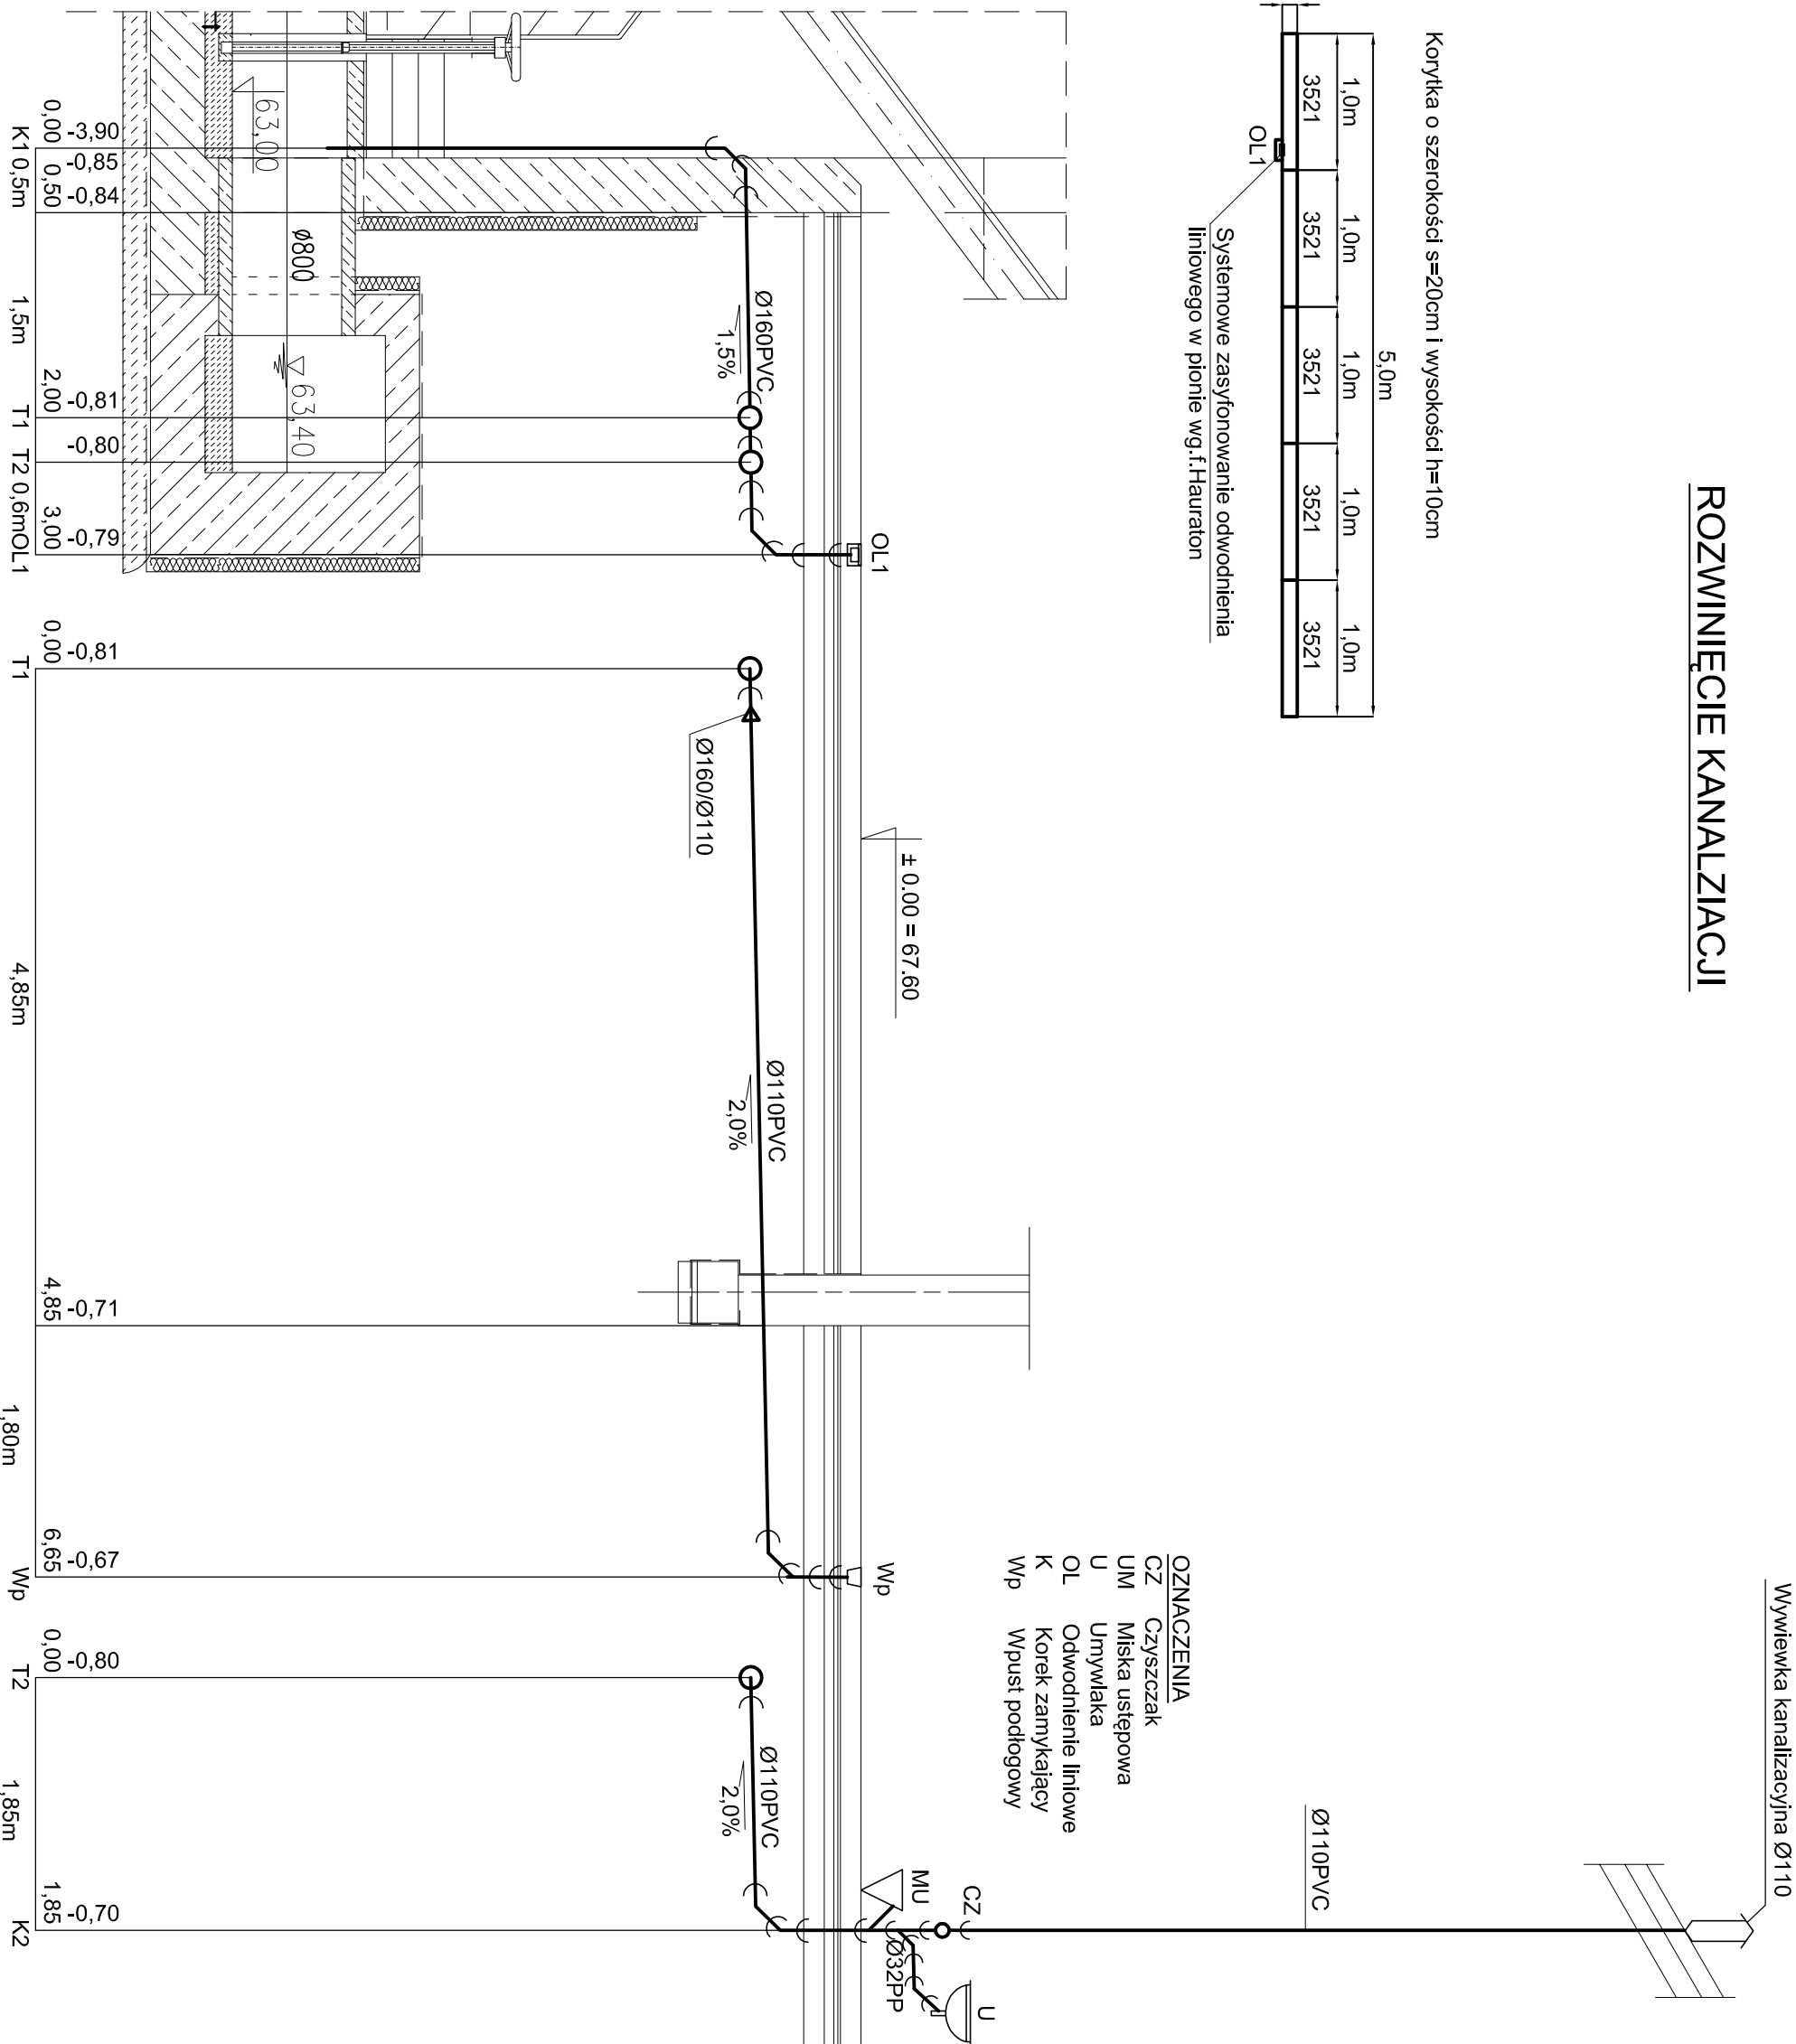 ROZWINIĘCIE KANALZIACJI
Korytka o szerokości s=20cm i wysokości h=10cm
5,0m
1,0m 1,0m 1,0m 1,0m 1,0m
3521 3521 3521 3521 3521
OL1
Systemowe zasyfonowanie odwodnienia
liniowego w pionie wg.f.Hauraton
Wywiewka kanalizacyjna Ø110
Ø110PVC
OZNACZENIA
CZ Czyszczak
UM Miska ustępowa
U Umywlaka
OL Odwodnienie liniowe
K Korek zamykający
Wp Wpust podłogowy
CZ
MU
U
Ø32PP
± 0.00 = 67.60
OL1
Wp
Ø160PVC
1,5%
Ø160/Ø110
Ø110PVC
2,0%
Ø110PVC
2,0%
63,00
Ø800
63,40
-3,90 -0,85 -0,84 -0,81 -0,80 -0,79
0,00 0,50 2,00 3,00
K1 0,5m 1,5m T1 T2 0,6m OL1
-0,81 -0,71 -0,67
0,00 4,85 6,65
T1 4,85m 1,80m Wp
-0,80 -0,70
0,00 1,85
T2 1,85m K2